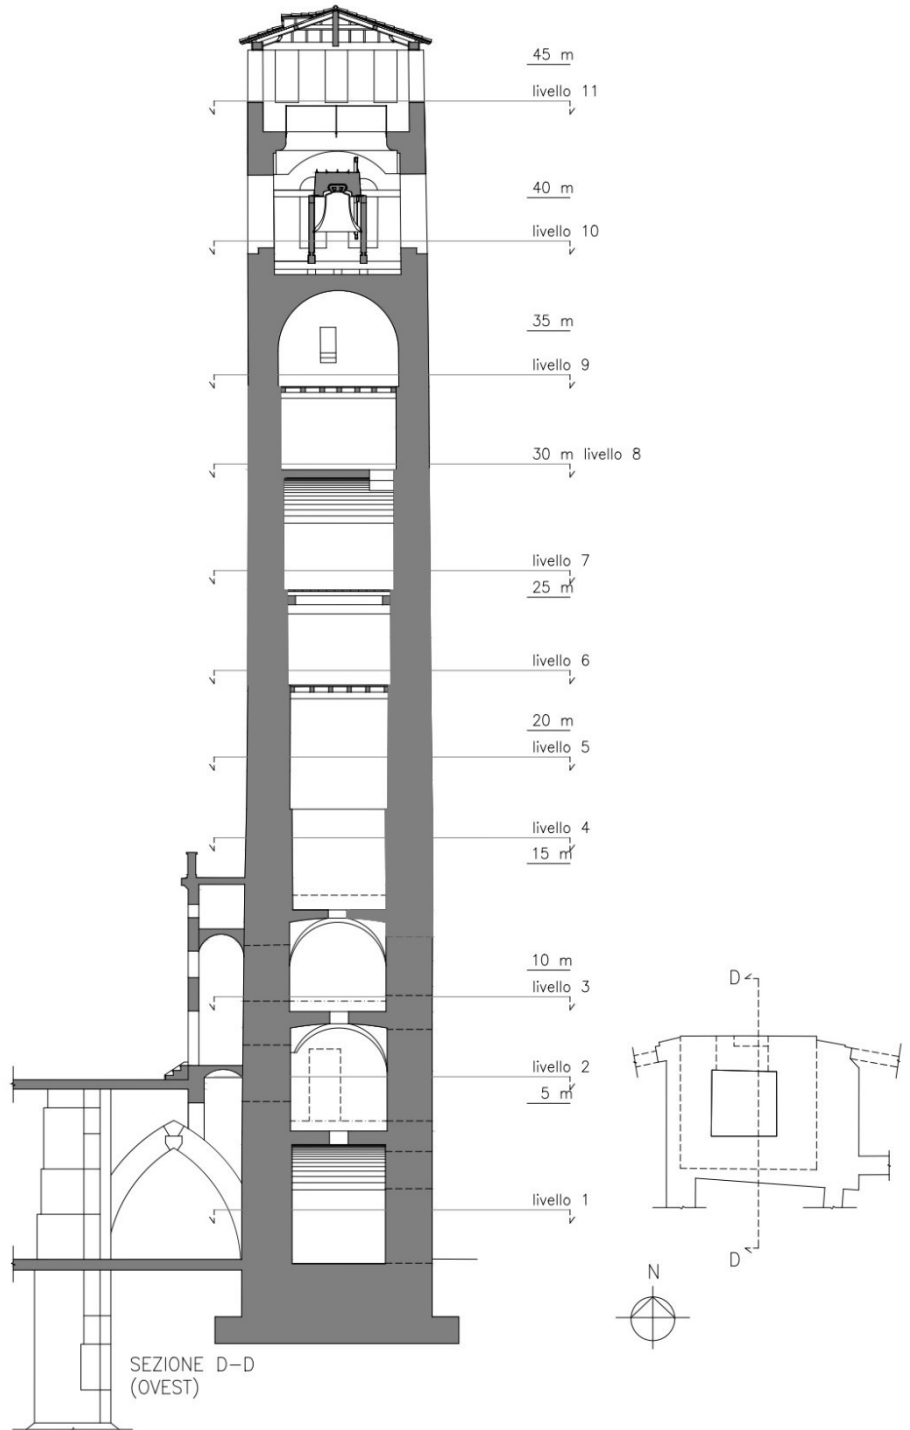 45 m
livello 11
40 m
livello 10
35 m
livello 9
30 m livello 8
livello 7
25 m
livello 6
20 m
livello 5
livello 4
15 m
10 m
livello 3
livello 2
5 m
livello 1
D
D
N
SEZIONE D-D
(OVEST)